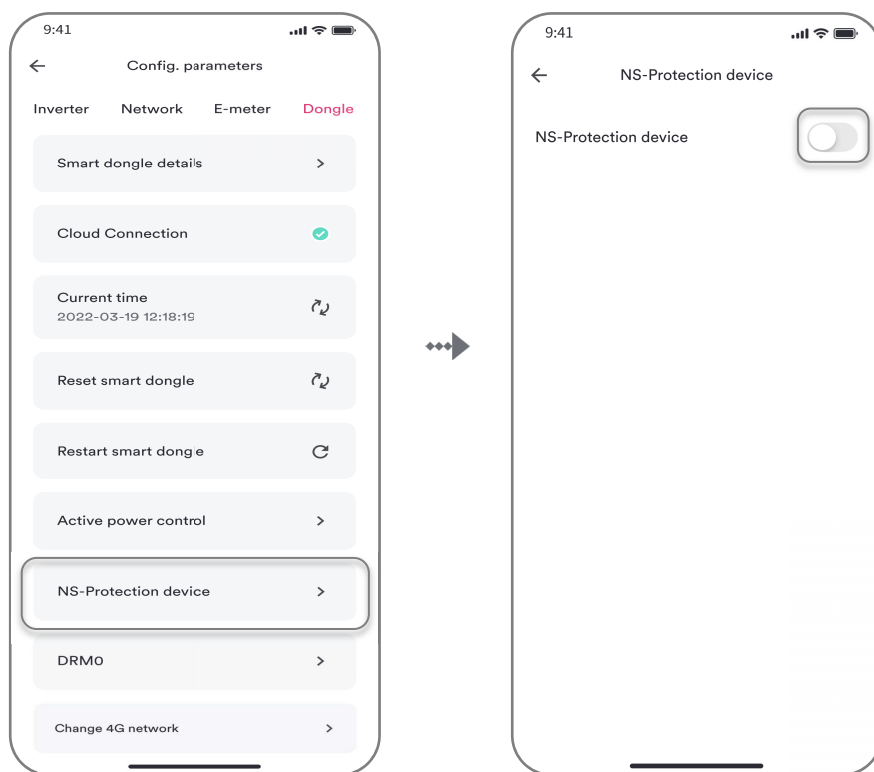 9:41
Config. parameters
Inverter Network E-meter Dongle
Smart dongle details
Cloud Connection
Current time
2022-03-19 12:18:19
Reset smart dongle
Restart smart dongle
Active power control
NS-Protection device
DRM0
Change 4G network
9:41
NS-Protection device
NS-Protection device